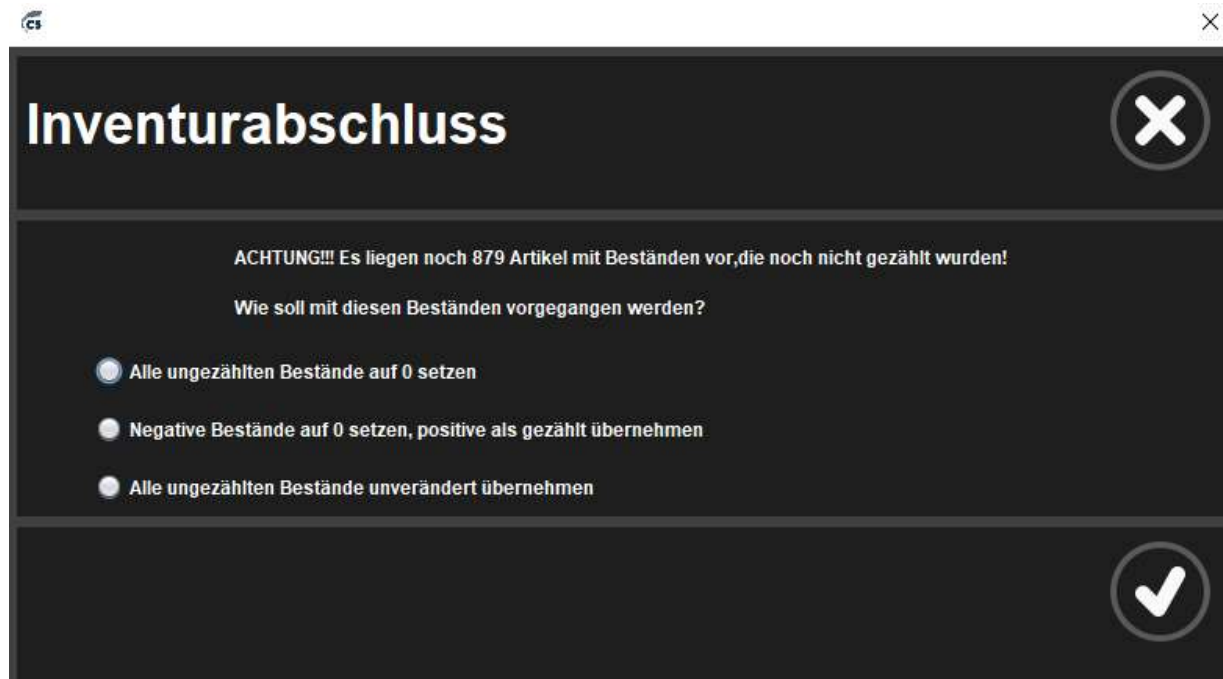 CS
Inventurabschluss
ACHTUNG!!! Es liegen noch 879 Artikel mit Beständen vor,die noch nicht gezählt wurden!
Wie soll mit diesen Beständen vorgegangen werden?
Alle ungezählten Bestände auf 0 setzen
Negative Bestände auf 0 setzen, positive als gezählt übernehmen
Alle ungezählten Bestände unverändert übernehmen